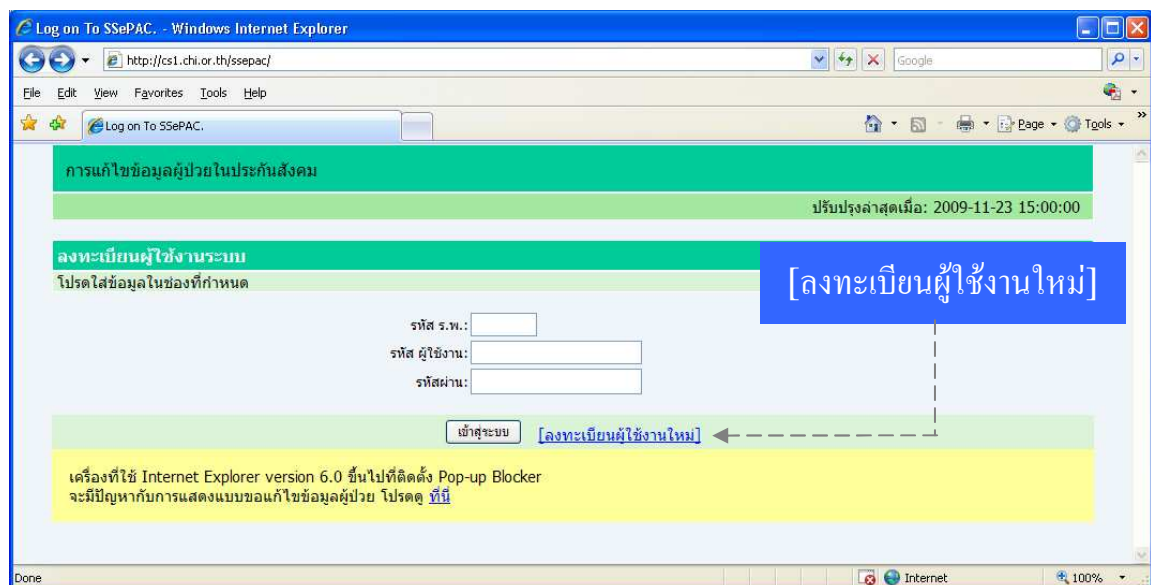 Log on To SSePAC. - Windows Internet Explorer
http://cs1.chi.or.th/ssepac/
Google
File Edit View Favorites Tools Help
Log on To SSePAC.
Page Tools
การแก้ไขข้อมูลผู้ป่วยในประกันสังคม
ปรับปรุงล่าสุดเมื่อ: 2009-11-23 15:00:00
ลงทะเบียนผู้ใช้งานระบบ
โปรดใส่ข้อมูลในช่องที่กำหนด
[ลงทะเบียนผู้ใช้งานใหม่]
รหัส ร.พ.:
รหัส ผู้ใช้งาน:
รหัสผ่าน:
เข้าสู่ระบบ [ลงทะเบียนผู้ใช้งานใหม่]
เครื่องที่ใช้ Internet Explorer version 6.0 ขึ้นไปที่ติดตั้ง Pop-up Blocker
จะมีปัญหากับการแสดงแบบขอแก้ไขข้อมูลผู้ป่วย โปรดดู ที่นี่
Done Internet 100%